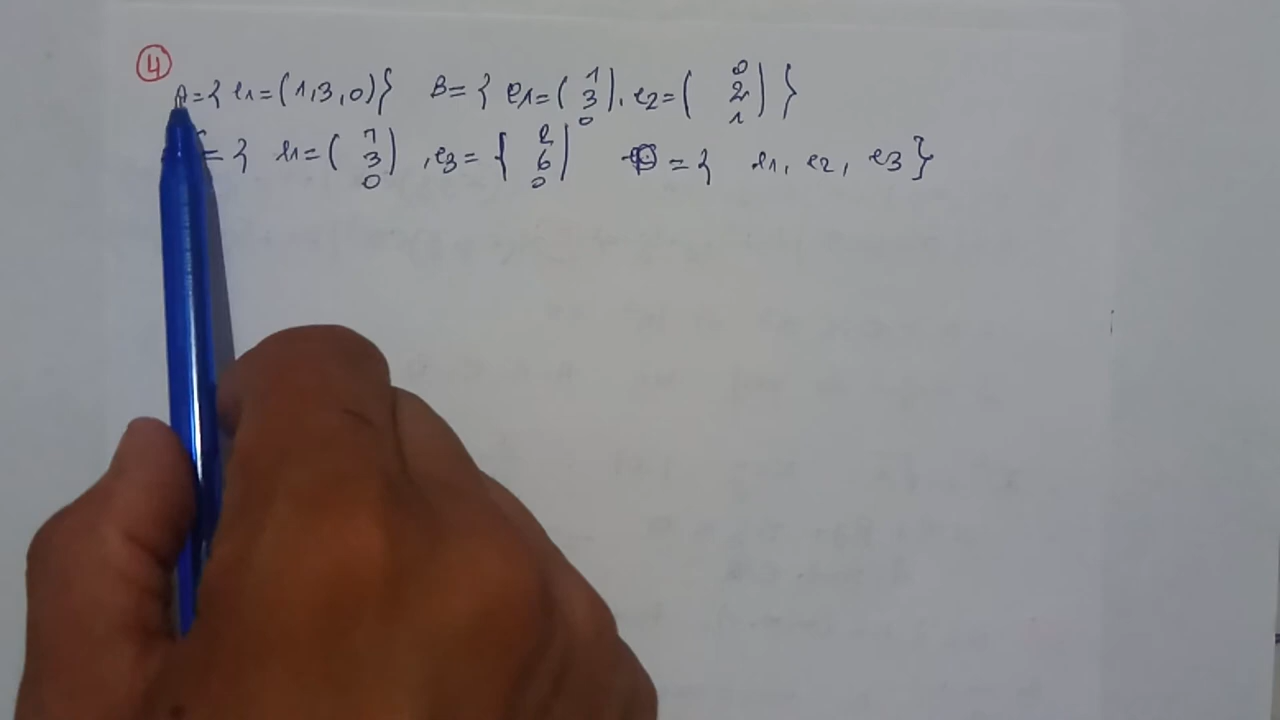 ④
A = { e1 = (1, 3, 0) } B = { e1 = ( 1 3 0 ), e2 = ( 0 2 1 ) }
= { e1 = ( 1 3 0 ) , e3 = { 2 6 0 ) = { e1, e2, e3 }